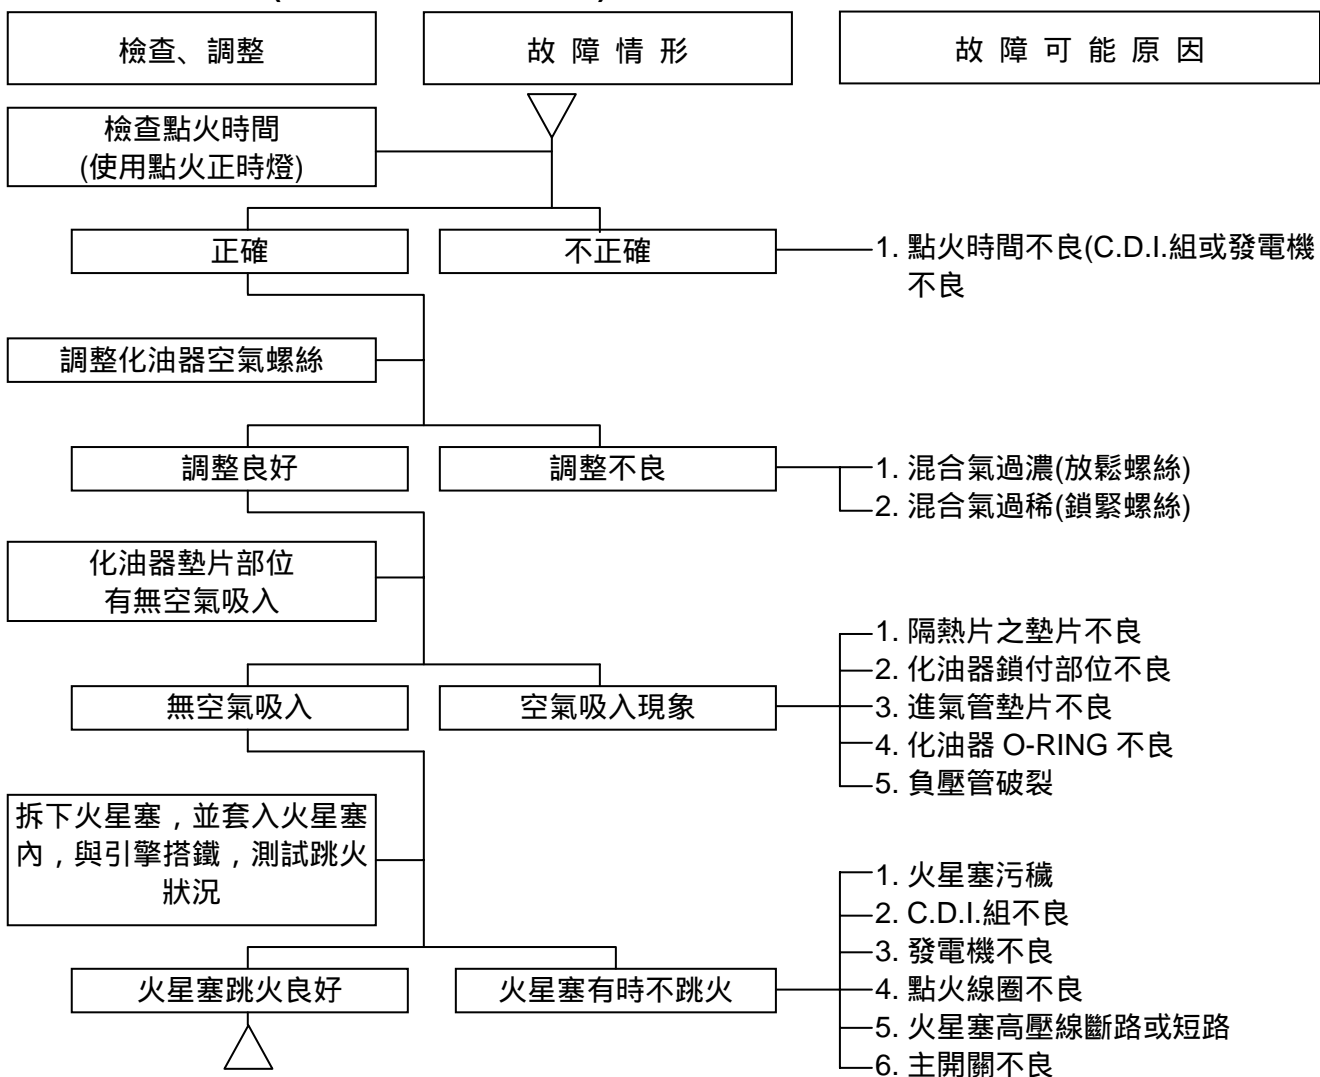 檢查、調整
故障情形
故障可能原因
檢查點火時間
(使用點火正時燈)
正確
不正確
1. 點火時間不良(C.D.I.組或發電機
不良
調整化油器空氣螺絲
調整良好
調整不良
1. 混合氣過濃(放鬆螺絲)
2. 混合氣過稀(鎖緊螺絲)
化油器墊片部位
有無空氣吸入
無空氣吸入
空氣吸入現象
1. 隔熱片之墊片不良
2. 化油器鎖付部位不良
3. 進氣管墊片不良
4. 化油器 O-RING 不良
5. 負壓管破裂
拆下火星塞，並套入火星塞
內，與引擎搭鐵，測試跳火
狀況
火星塞跳火良好
火星塞有時不跳火
1. 火星塞污穢
2. C.D.I.組不良
3. 發電機不良
4. 點火線圈不良
5. 火星塞高壓線斷路或短路
6. 主開關不良